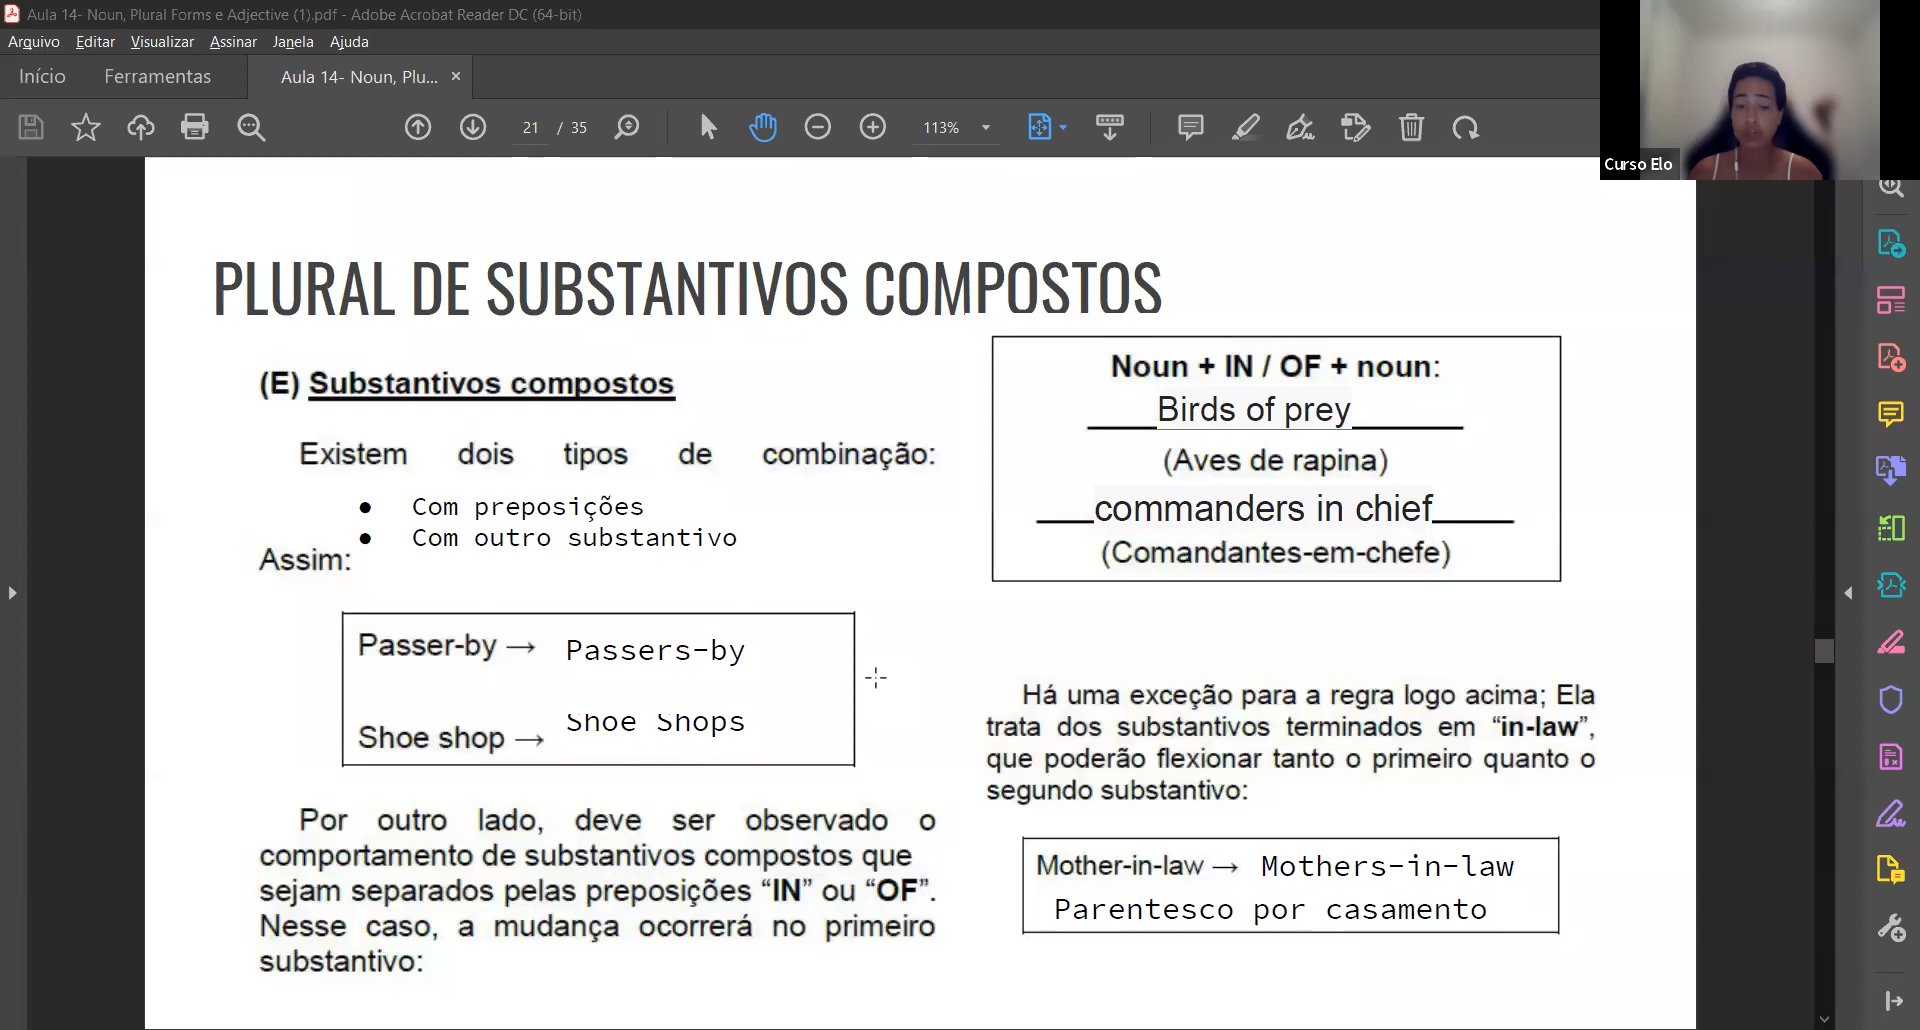 Aula 14- Noun, Plural Forms e Adjective (1).pdf - Adobe Acrobat Reader DC (64-bit)
Arquivo Editar Visualizar Assinar Janela Ajuda
Início Ferramentas Aula 14- Noun, Plu... ×
21 / 35 113%
Curso Elo
PLURAL DE SUBSTANTIVOS COMPOSTOS
(E) Substantivos compostos
Existem dois tipos de combinação:
● Com preposições
● Com outro substantivo
Assim:
Passer-by → Passers-by
Shoe shop → Shoe Shops
Por outro lado, deve ser observado o
comportamento de substantivos compostos que
sejam separados pelas preposições “IN” ou “OF”.
Nesse caso, a mudança ocorrerá no primeiro
substantivo:
Noun + IN / OF + noun:
____Birds of prey______
(Aves de rapina)
___commanders in chief_____
(Comandantes-em-chefe)
Há uma exceção para a regra logo acima; Ela
trata dos substantivos terminados em “in-law”,
que poderão flexionar tanto o primeiro quanto o
segundo substantivo:
Mother-in-law → Mothers-in-law
Parentesco por casamento